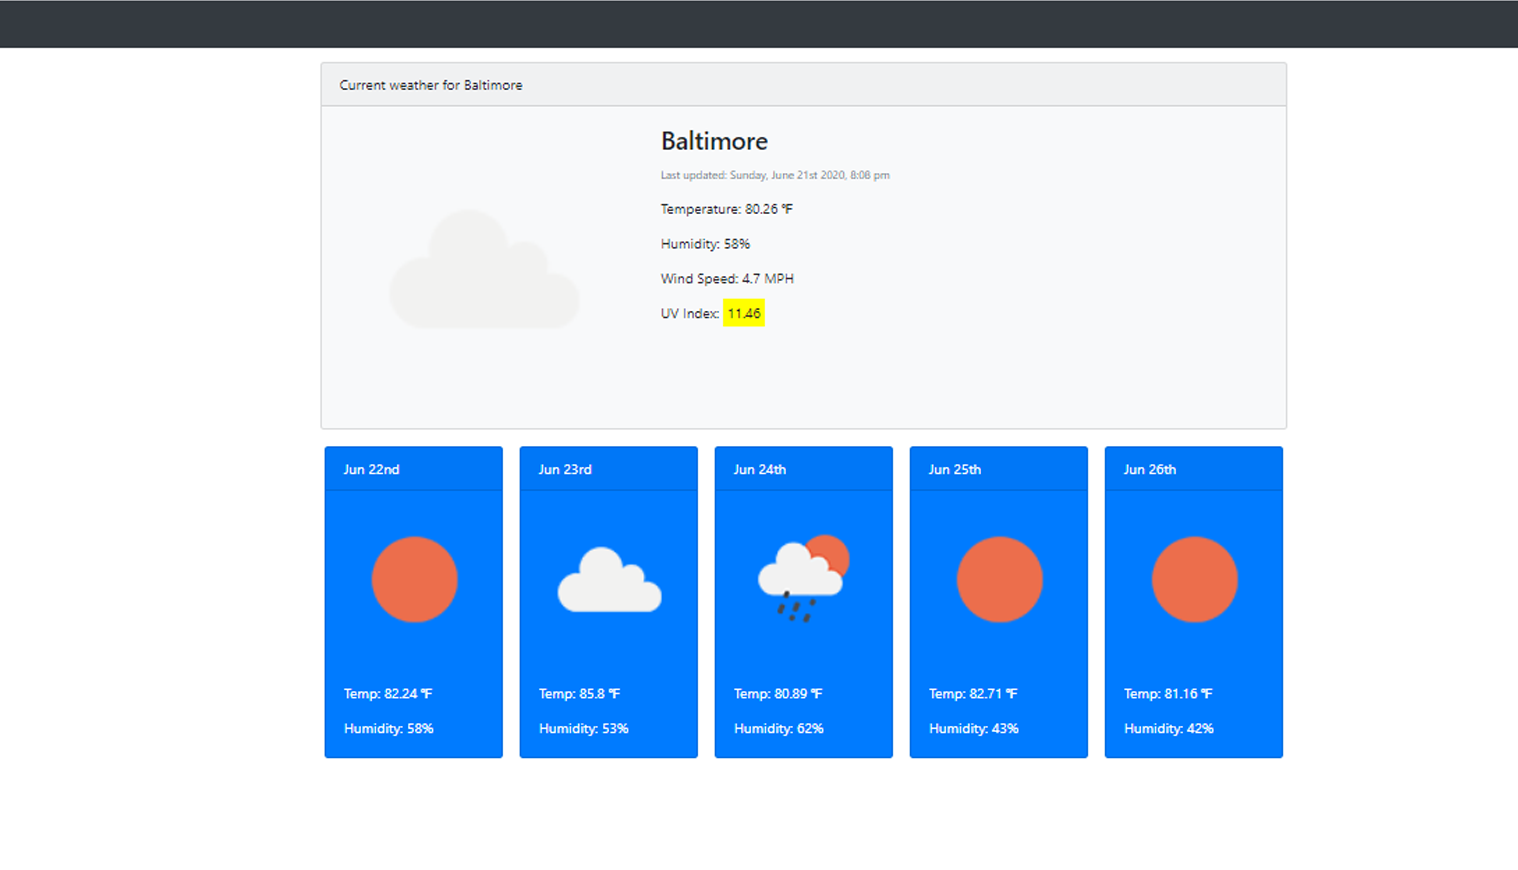 Current weather for Baltimore
Baltimore
Last updated: Sunday, June 21st 2020, 8:08 pm
Temperature: 80.26 °F
Humidity: 58%
Wind Speed: 4.7 MPH
UV Index: 11.46
Jun 22nd
Temp: 82.24 °F
Humidity: 58%
Jun 23rd
Temp: 85.8 °F
Humidity: 53%
Jun 24th
Temp: 80.89 °F
Humidity: 62%
Jun 25th
Temp: 82.71 °F
Humidity: 43%
Jun 26th
Temp: 81.16 °F
Humidity: 42%